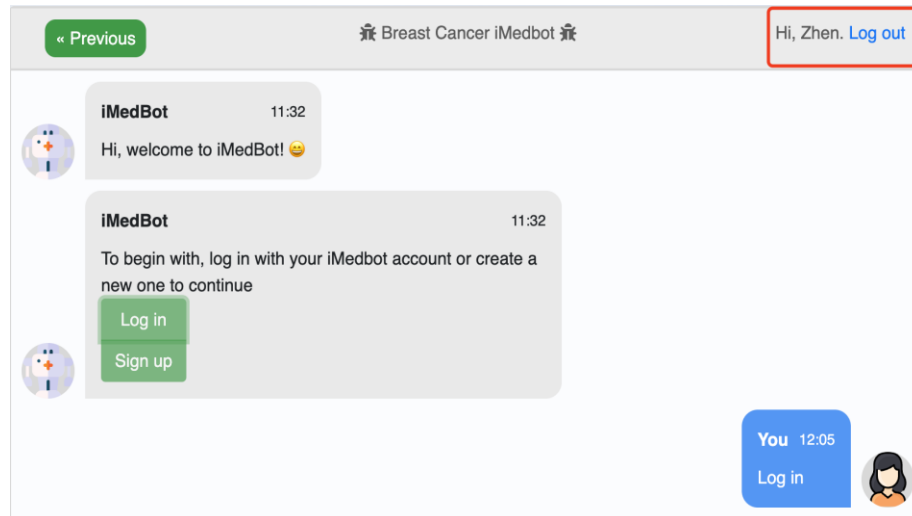 « Previous
Breast Cancer iMedbot
Hi, Zhen. Log out
iMedBot 11:32
Hi, welcome to iMedBot! 😀
iMedBot 11:32
To begin with, log in with your iMedbot account or create a
new one to continue
Log in
Sign up
You 12:05
Log in